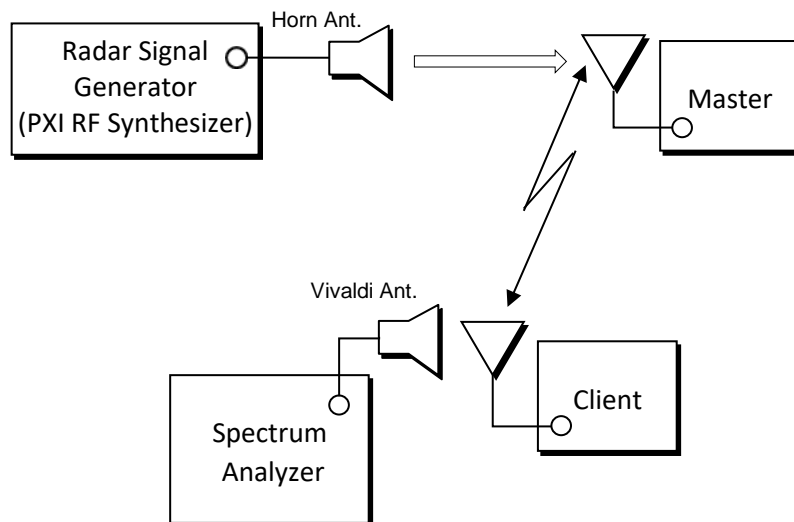 Horn Ant.
Radar Signal
Generator
(PXI RF Synthesizer)
Master
Vivaldi Ant.
Client
Spectrum
Analyzer